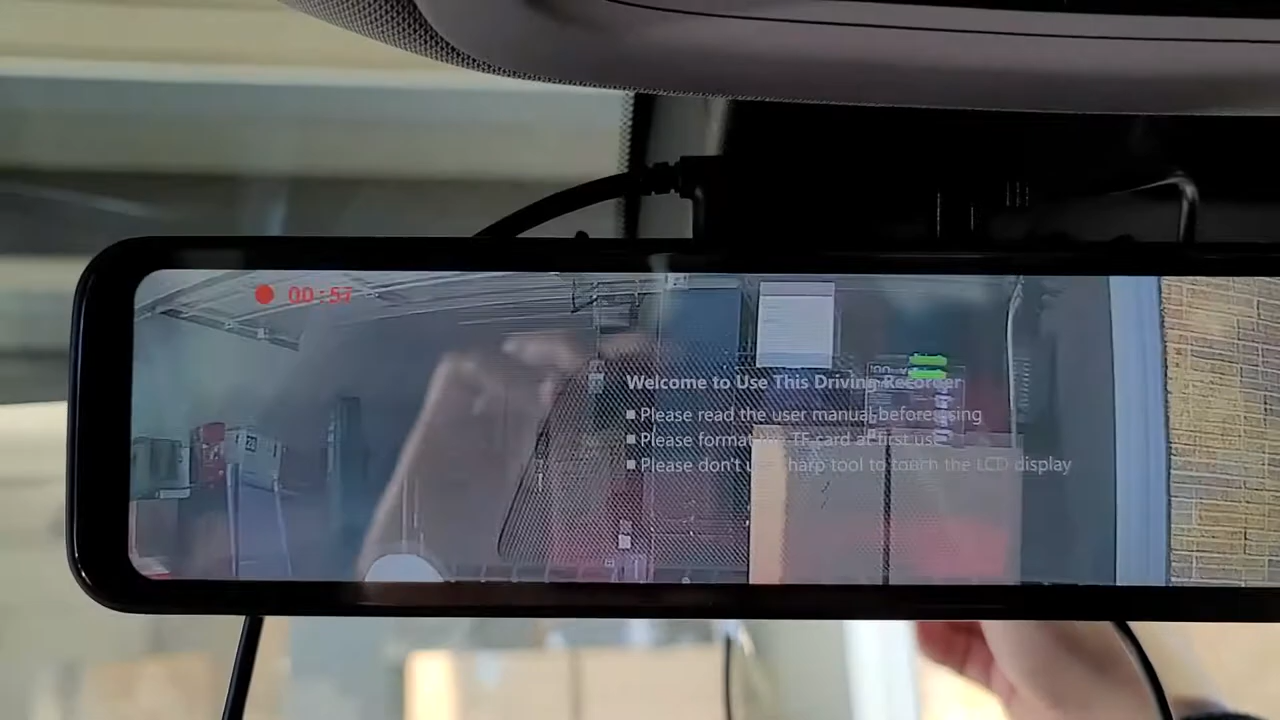 00:57
Welcome to Use This Driving Recorder
Please read the user manual before using
Please format the TF card at first use
Please don't use sharp tool to touch the LCD display